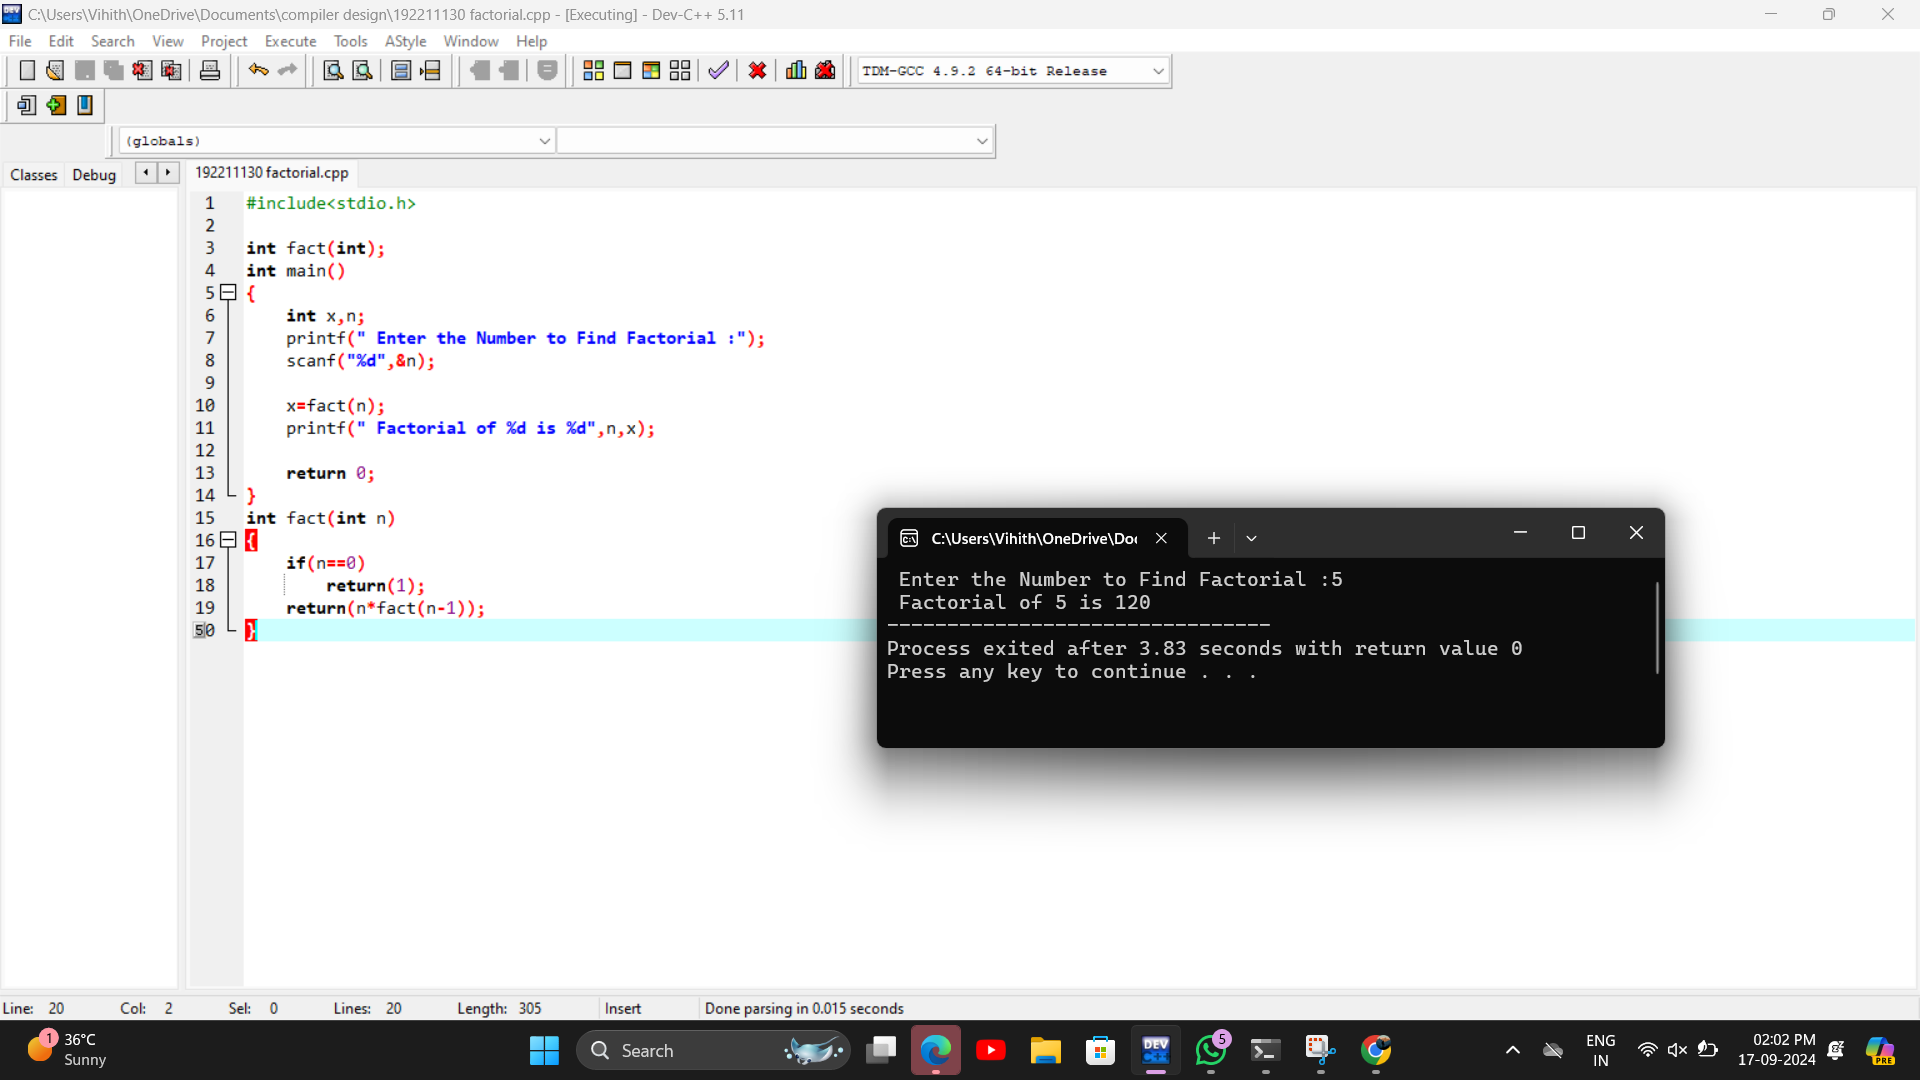 C:\Users\Vihith\OneDrive\Documents\compiler design\192211130 factorial.cpp - [Executing] - Dev-C++ 5.11
File Edit Search View Project Execute Tools AStyle Window Help
TDM-GCC 4.9.2 64-bit Release
(globals)
Classes Debug 192211130 factorial.cpp
1 #include<stdio.h>
2
3 int fact(int);
4 int main()
5 {
6 int x,n;
7 printf(" Enter the Number to Find Factorial :");
8 scanf("%d",&n);
9
10 x=fact(n);
11 printf(" Factorial of %d is %d",n,x);
12
13 return 0;
14 }
15 int fact(int n)
16 {
17 if(n==0)
18 return(1);
19 return(n*fact(n-1));
}
C:\Users\Vihith\OneDrive\Doc
Enter the Number to Find Factorial :5
Factorial of 5 is 120
--------------------------------
Process exited after 3.83 seconds with return value 0
Press any key to continue . . .
Line: 20 Col: 2 Sel: 0 Lines: 20 Length: 305 Insert Done parsing in 0.015 seconds
1 36°C
Sunny
Search
DEV C++
5
ENG
IN
02:02 PM
17-09-2024
PRE